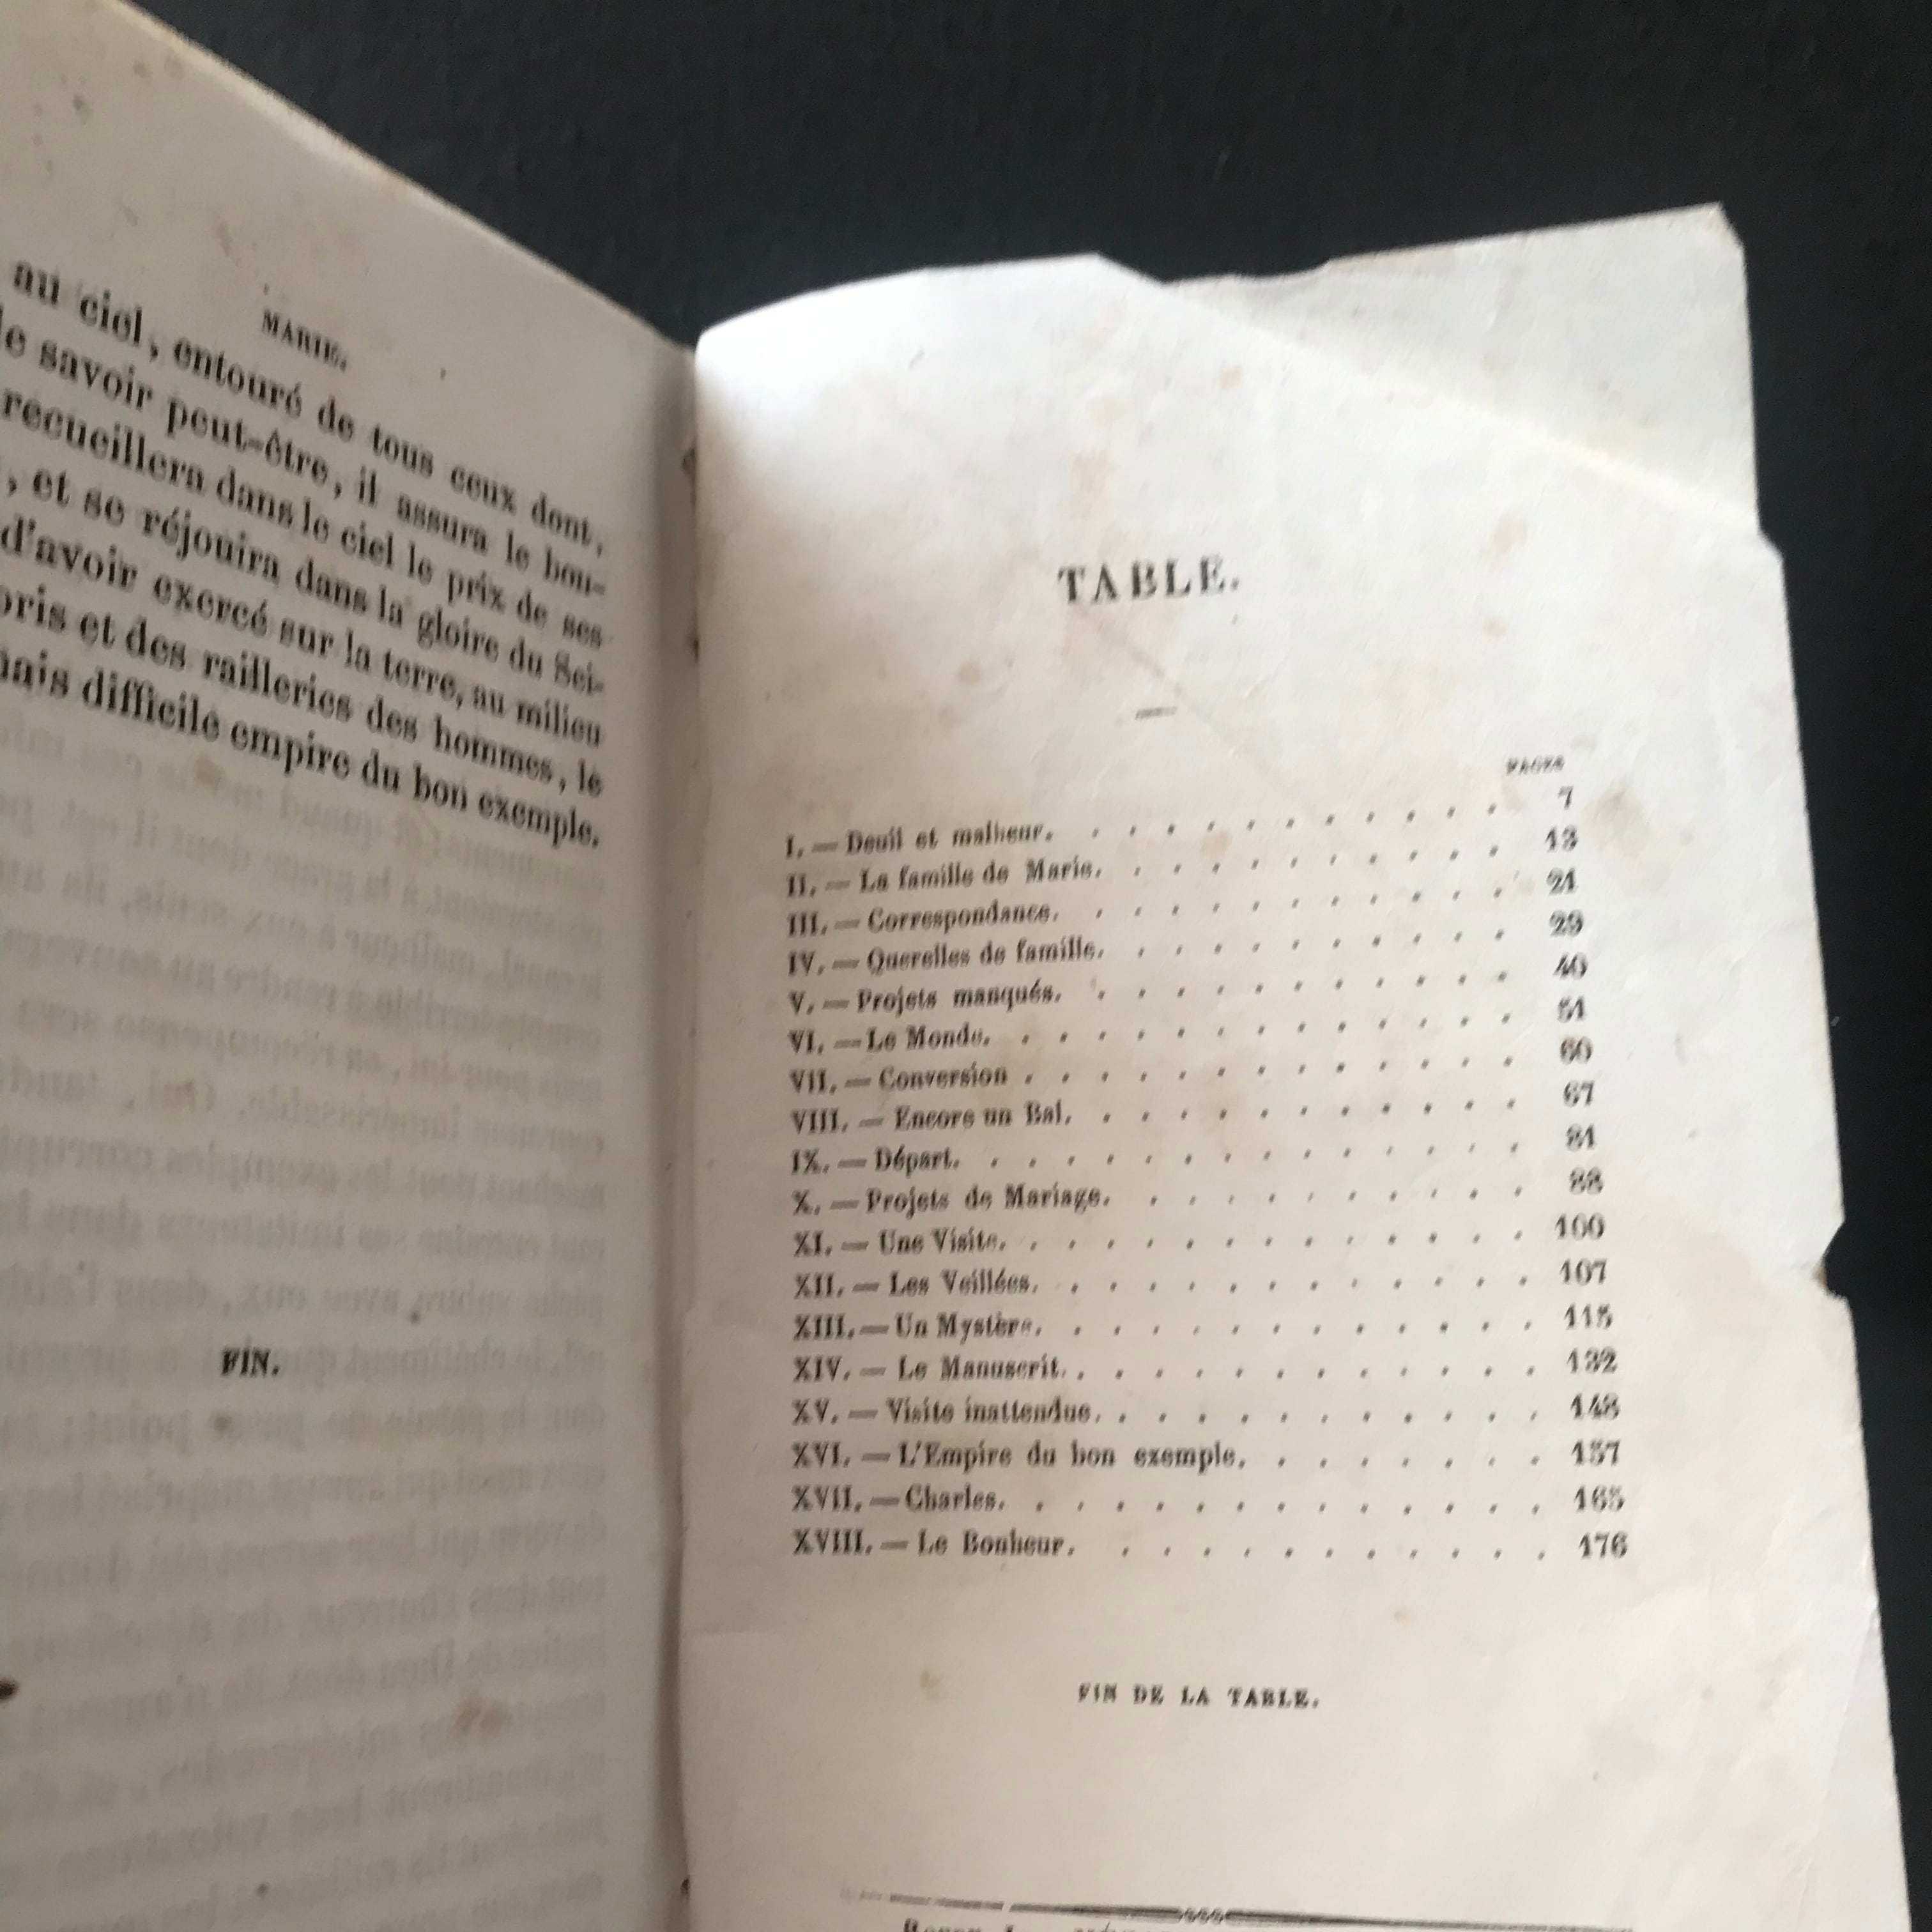 MARIE.
au ciel, entouré de tous ceux dont,
le savoir peut-être, il assura le bon-
recueillera dans le ciel le prix de ses
, et se réjouira dans la gloire du Sei-
d'avoir exercé sur la terre, au milieu
pris et des railleries des hommes, le
mais difficile empire du bon exemple.
FIN.
TABLE.
PAGES
I. — Deuil et malheur. 7
II. — La famille de Marie. 13
III. — Correspondance. 21
IV. — Querelles de famille. 29
V. — Projets manqués. 40
VI. — Le Monde. 51
VII. — Conversion 60
VIII. — Encore un Bal. 67
IX. — Départ. 81
X. — Projets de Mariage. 88
XI. — Une Visite. 100
XII. — Les Veillées. 107
XIII. — Un Mystère. 115
XIV. — Le Manuscrit. 132
XV. — Visite inattendue. 148
XVI. — L'Empire du bon exemple. 157
XVII. — Charles. 165
XVIII. — Le Bonheur. 176
FIN DE LA TABLE.